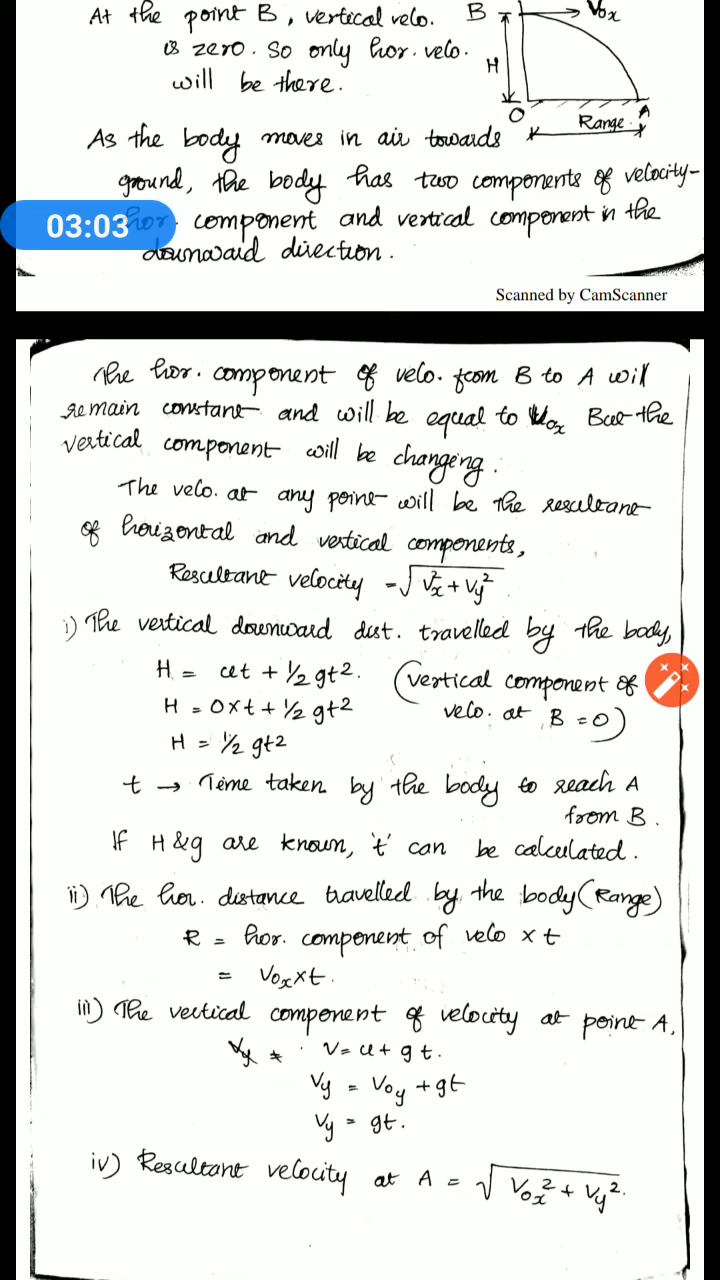 At the point B, vertical velo.
is zero. So only hor. velo.
will be there.
B
Vox
H
O
Range
A
As the body moves in air towards
ground, the body has two components of velocity-
03:03
hor. component and vertical component in the
downward direction.
Scanned by CamScanner
The hor. component of velo. from B to A will
remain constant and will be equal to Uox But the
vertical component will be changing.
The velo. at any point will be the resultant
of horizontal and vertical components,
Resultant velocity = √Vx² + Vy²
i) The vertical downward dist. travelled by the body,
H = ut + 1/2 gt2.
(vertical component of
H = 0xt + 1/2 gt2
velo. at B = 0)
H = 1/2 gt2
t → Time taken by the body to reach A
from B.
If H & g are known, 't' can be calculated.
ii) The hor. distance travelled by the body (Range)
R = hor. component of velo x t
= Vox x t.
iii) The vertical component of velocity at point A,
V = u + gt.
Vy = Voy + gt
Vy = gt.
iv) Resultant velocity at A = √Vox² + Vy².